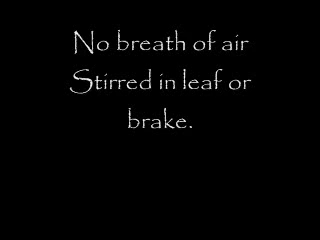 No breath of air
Stirred in leaf or
brake.